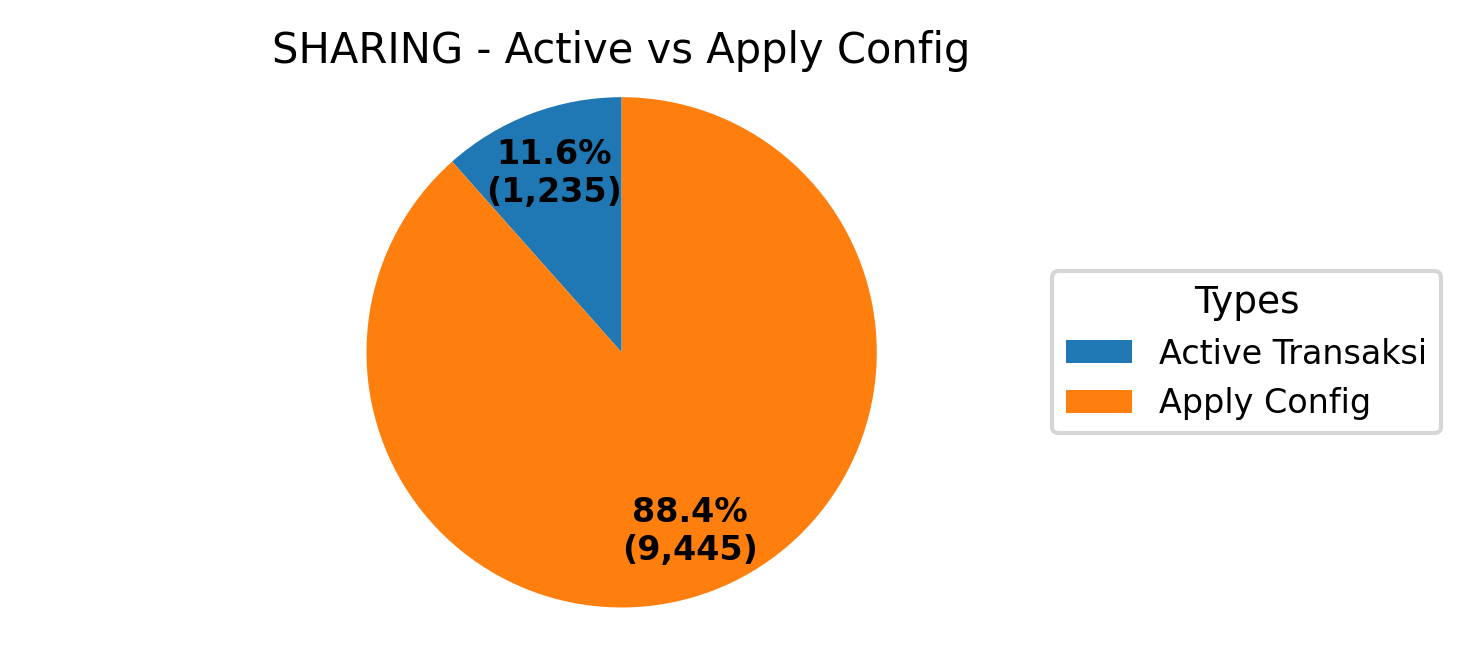 SHARING - Active vs Apply Config
11.6%
(1,235)
88.4%
(9,445)
Types
Active Transaksi
Apply Config